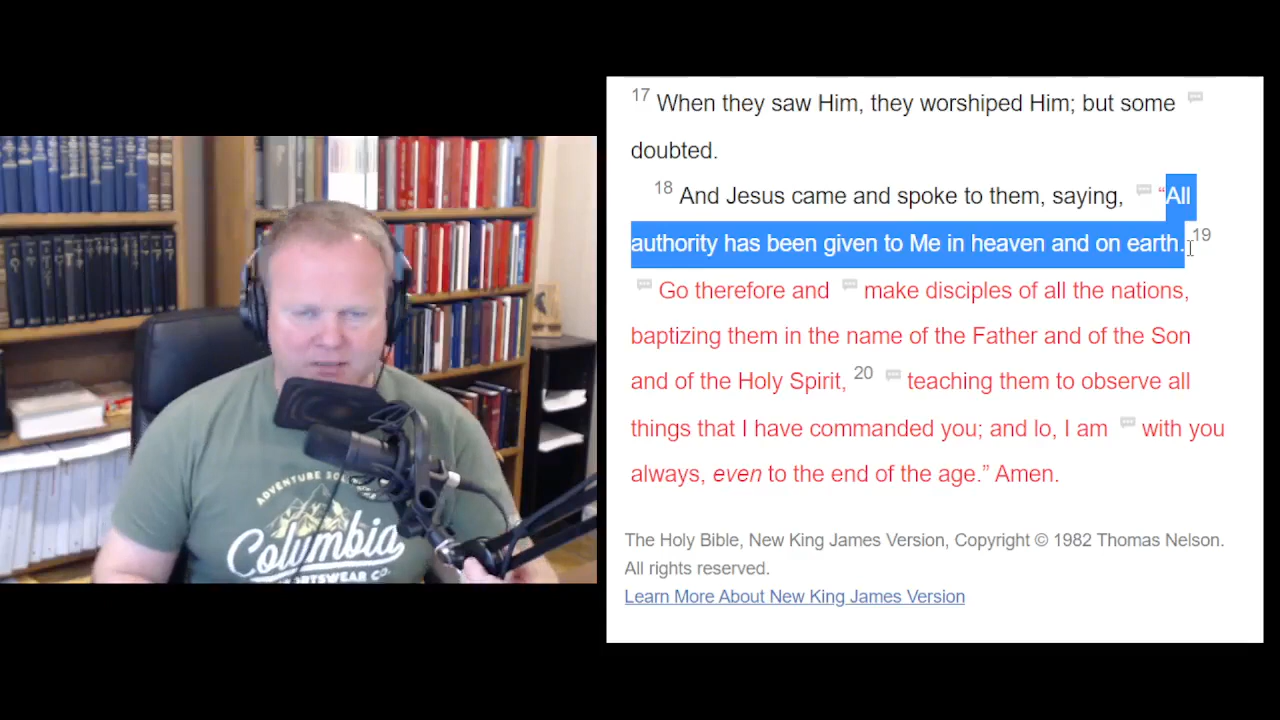 ADVENTURE SO
Columbia
SPORTSWEAR CO.
17 When they saw Him, they worshiped Him; but some
doubted.
18 And Jesus came and spoke to them, saying, “All
authority has been given to Me in heaven and on earth. 19
Go therefore and make disciples of all the nations,
baptizing them in the name of the Father and of the Son
and of the Holy Spirit, 20 teaching them to observe all
things that I have commanded you; and lo, I am with you
always, even to the end of the age.” Amen.
The Holy Bible, New King James Version, Copyright © 1982 Thomas Nelson.
All rights reserved.
Learn More About New King James Version